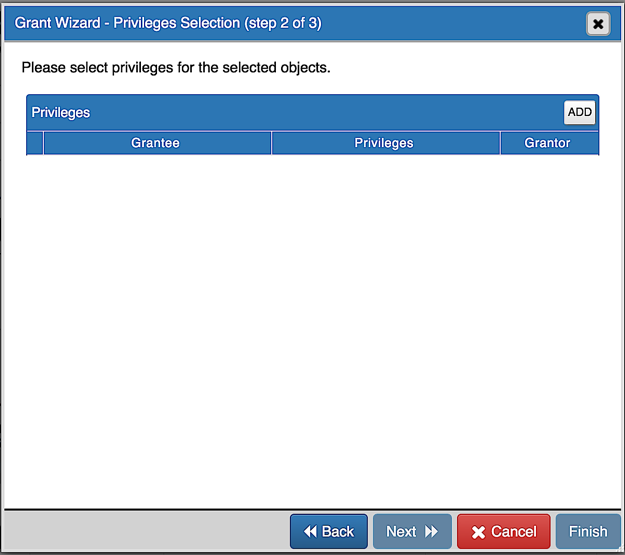 Grant Wizard - Privileges Selection (step 2 of 3)
Please select privileges for the selected objects.
Privileges ADD
Grantee Privileges Grantor
Back Next Cancel Finish